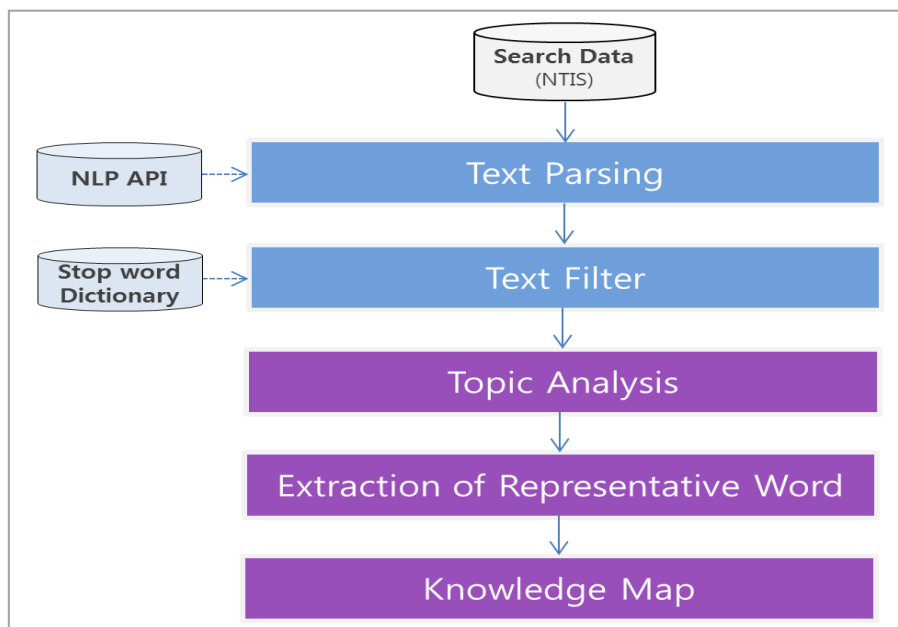 Search Data
(NTIS)
NLP API
Text Parsing
Stop word
Dictionary
Text Filter
Topic Analysis
Extraction of Representative Word
Knowledge Map